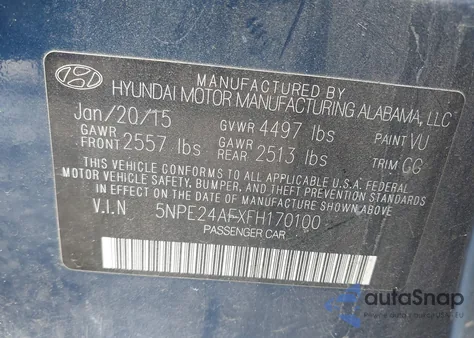 MANUFACTURED BY
HYUNDAI MOTOR MANUFACTURING ALABAMA, LLC
Jan/20/15 GVWR 4497 lbs PAINT VU
GAWR FRONT 2557 lbs GAWR REAR 2513 lbs TRIM GG
THIS VEHICLE CONFORMS TO ALL APPLICABLE U.S.A. FEDERAL
MOTOR VEHICLE SAFETY, BUMPER, AND THEFT PREVENTION STANDARDS
IN EFFECT ON THE DATE OF MANUFACTURE SHOWN ABOVE.
V.I.N 5NPE24AFXFH170100
PASSENGER CAR
autoSnap